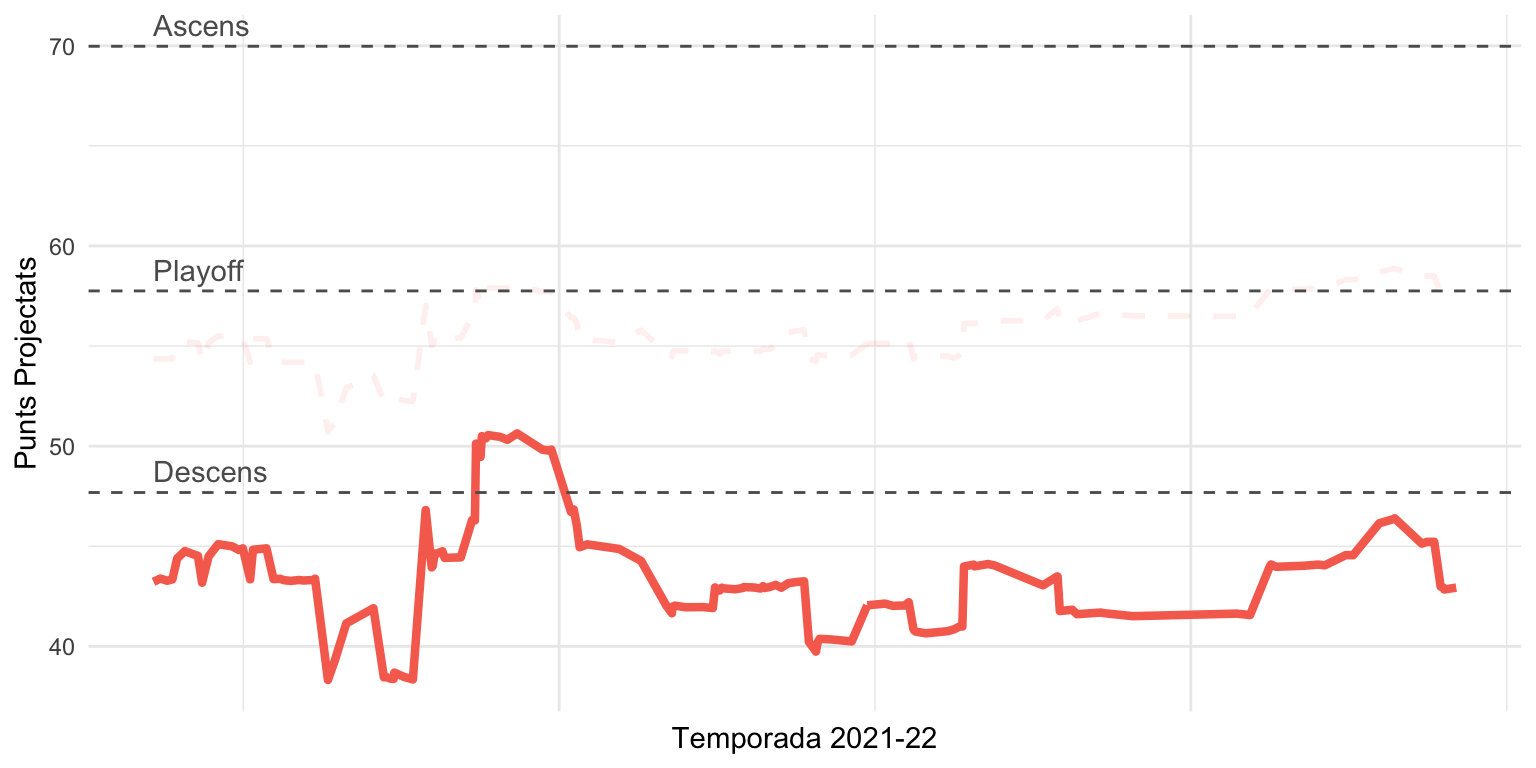 Ascens
70
60
Playoff
Punts Projectats
50
Descens
40
Temporada 2021-22